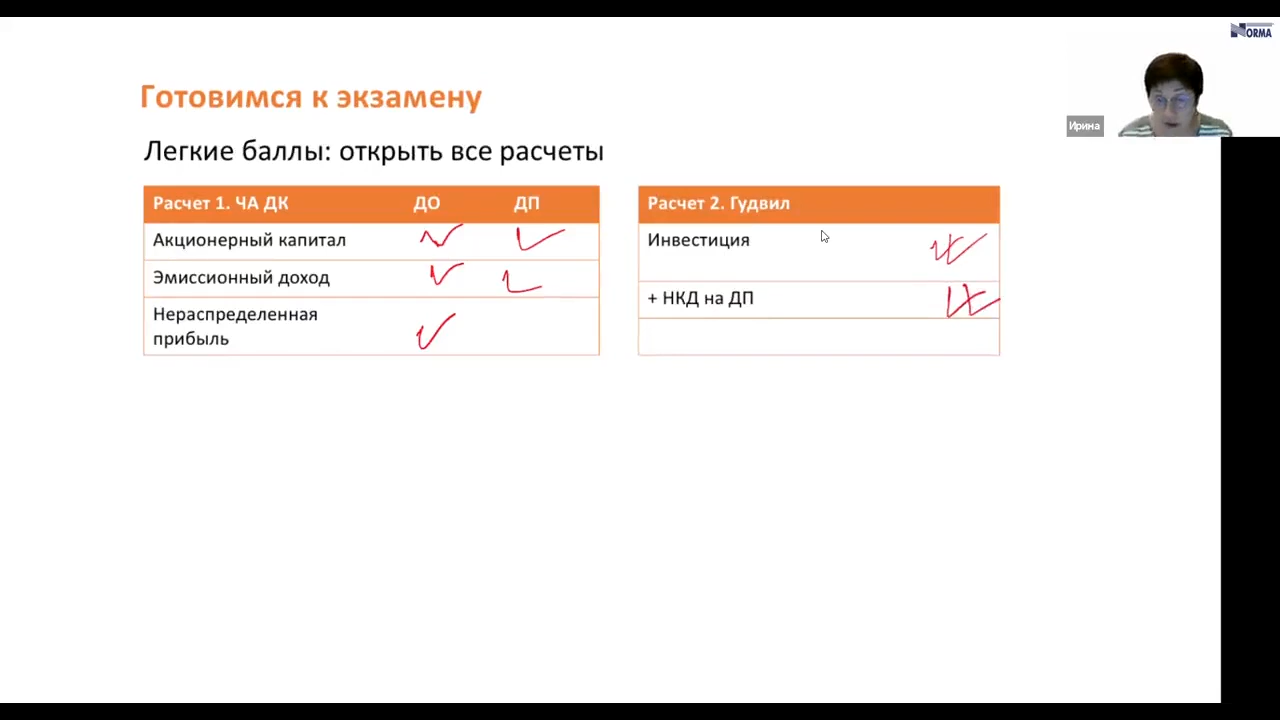 NORMA
Готовимся к экзамену
Ирина
Легкие баллы: открыть все расчеты
Расчет 1. ЧА ДК ДО ДП
Акционерный капитал
Эмиссионный доход
Нераспределенная
прибыль
Расчет 2. Гудвил
Инвестиция
+ НКД на ДП